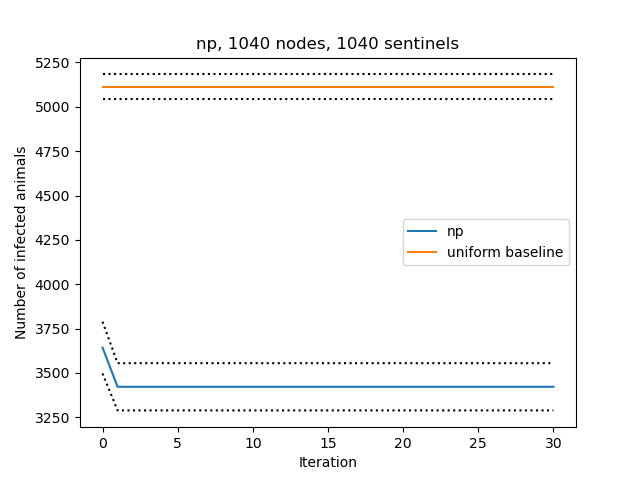 np, 1040 nodes, 1040 sentinels
5250
5000
4750
4500
4250
4000
3750
3500
3250
Number of infected animals
np
uniform baseline
0 5 10 15 20 25 30
Iteration